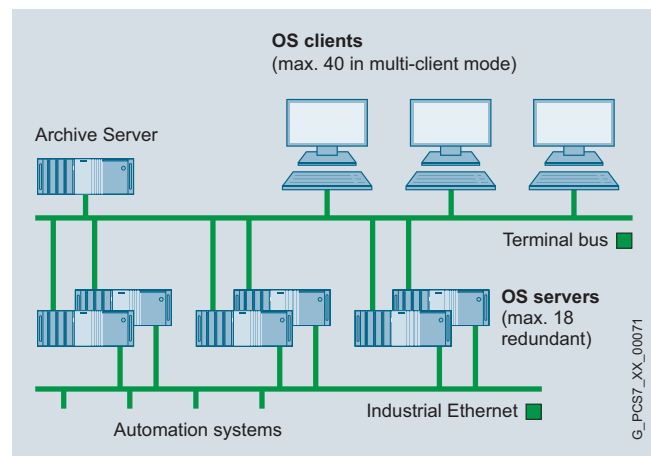 OS clients
(max. 40 in multi-client mode)
Archive Server
Terminal bus
OS servers
(max. 18
redundant)
Industrial Ethernet
Automation systems
G_PCS7_XX_00071